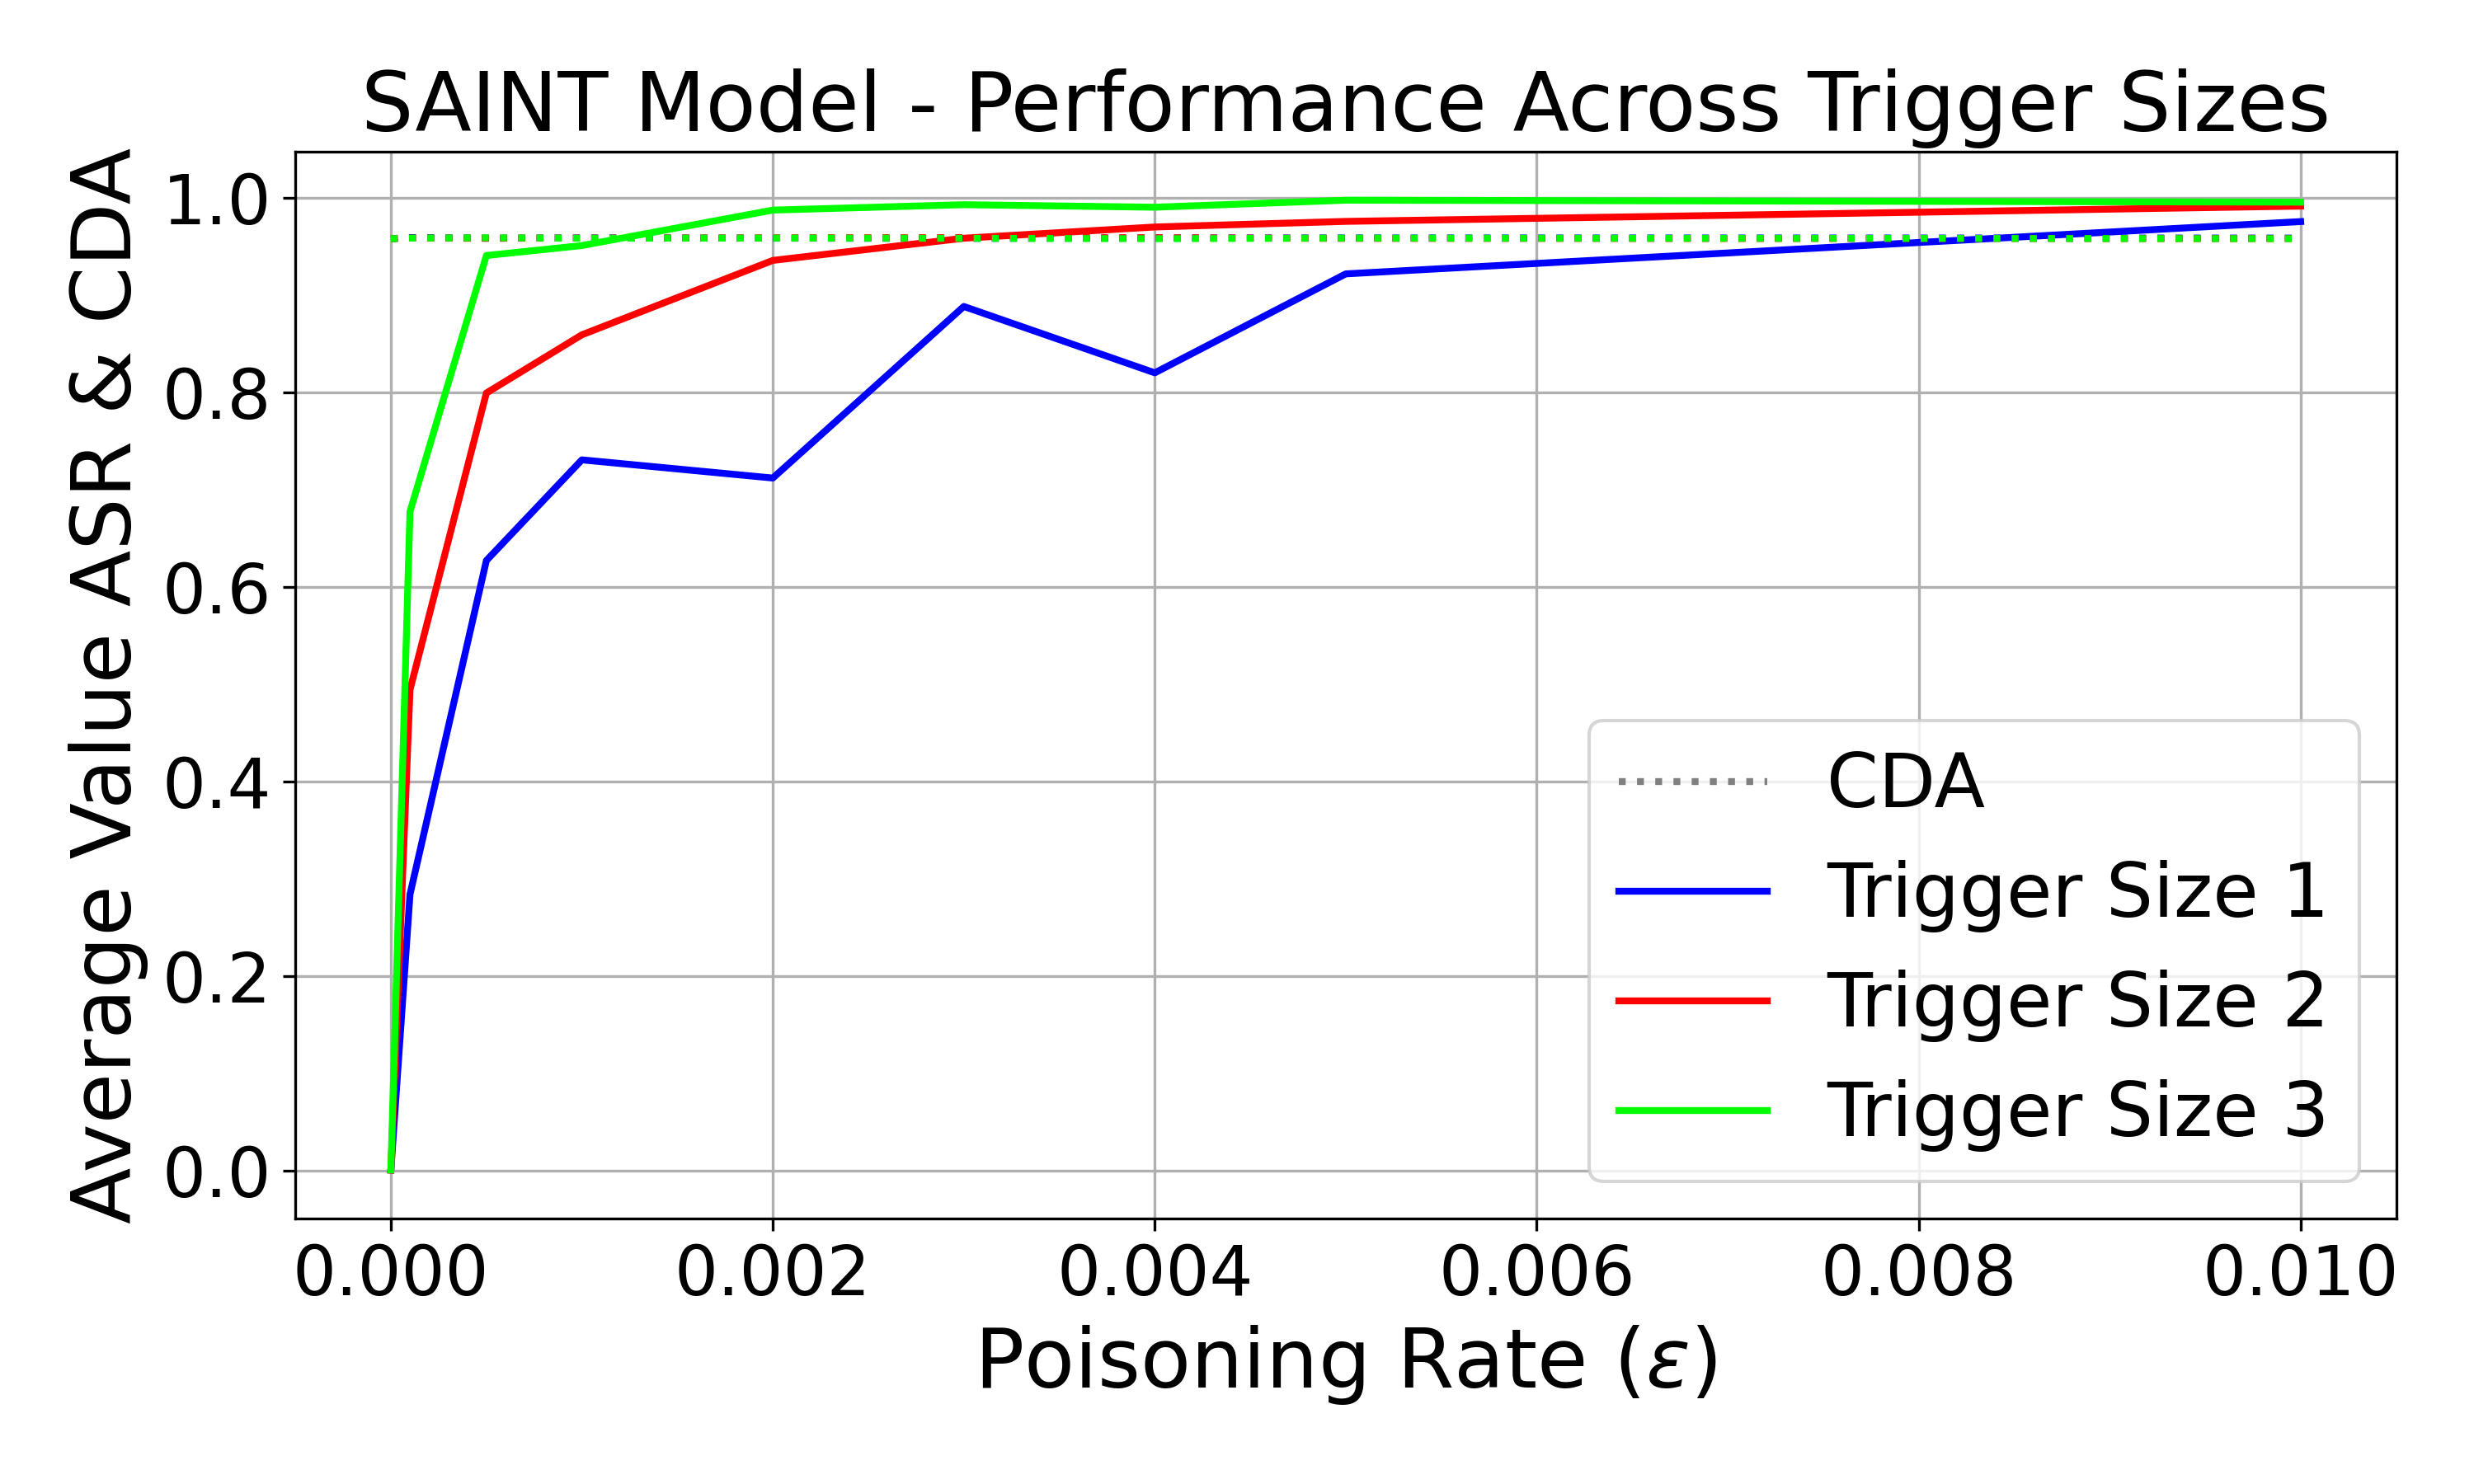 SAINT Model - Performance Across Trigger Sizes
Average Value ASR & CDA
1.0
0.8
0.6
0.4
0.2
0.0
CDA
Trigger Size 1
Trigger Size 2
Trigger Size 3
0.000 0.002 0.004 0.006 0.008 0.010
Poisoning Rate (ε)